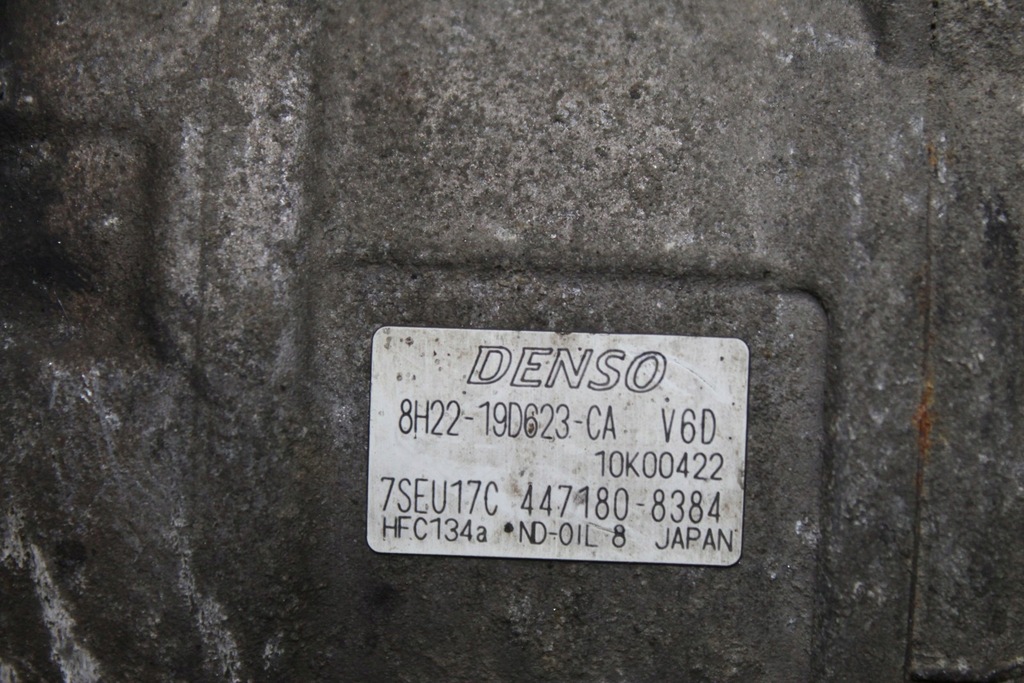 DENSO
8H22-19D623-CA V6D
10K00422
7SEU17C 447180-8384
HFC134a •ND-OIL 8 JAPAN